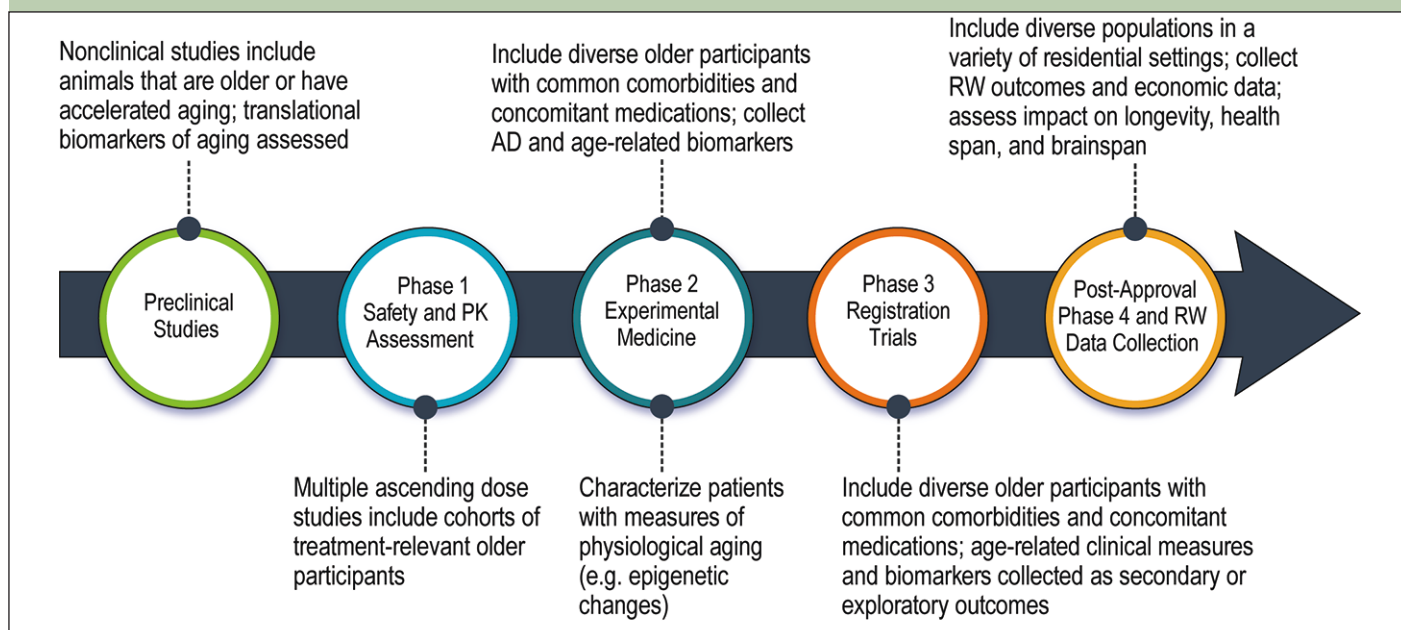 Nonclinical studies include
animals that are older or have
accelerated aging; translational
biomarkers of aging assessed
Include diverse older participants
with common comorbidities and
concomitant medications; collect
AD and age-related biomarkers
Include diverse populations in a
variety of residential settings; collect
RW outcomes and economic data;
assess impact on longevity, health
span, and brainspan
Preclinical
Studies
Phase 1
Safety and PK
Assessment
Phase 2
Experimental
Medicine
Phase 3
Registration
Trials
Post-Approval
Phase 4 and RW
Data Collection
Multiple ascending dose
studies include cohorts of
treatment-relevant older
participants
Characterize patients
with measures of
physiological aging
(e.g. epigenetic
changes)
Include diverse older participants with
common comorbidities and concomitant
medications; age-related clinical measures
and biomarkers collected as secondary or
exploratory outcomes